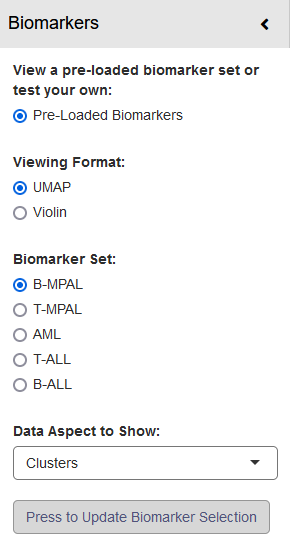 Biomarkers
View a pre-loaded biomarker set or
test your own:
Pre-Loaded Biomarkers
Viewing Format:
UMAP
Violin
Biomarker Set:
B-MPAL
T-MPAL
AML
T-ALL
B-ALL
Data Aspect to Show:
Clusters
Press to Update Biomarker Selection